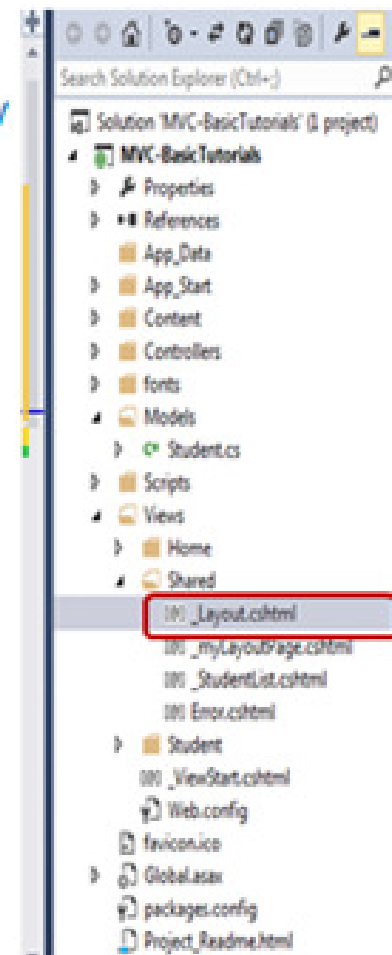 Search Solution Explorer (Ctrl+;)
Solution 'MVC-BasicTutorials' (1 project)
MVC-BasicTutorials
Properties
References
App_Data
App_Start
Content
Controllers
fonts
Models
C# Student.cs
Scripts
Views
Home
Shared
_Layout.cshtml
_myLayoutPage.cshtml
_StudentList.cshtml
Error.cshtml
Student
_ViewStart.cshtml
Web.config
favicon.ico
Global.asax
packages.config
Project_Readme.html